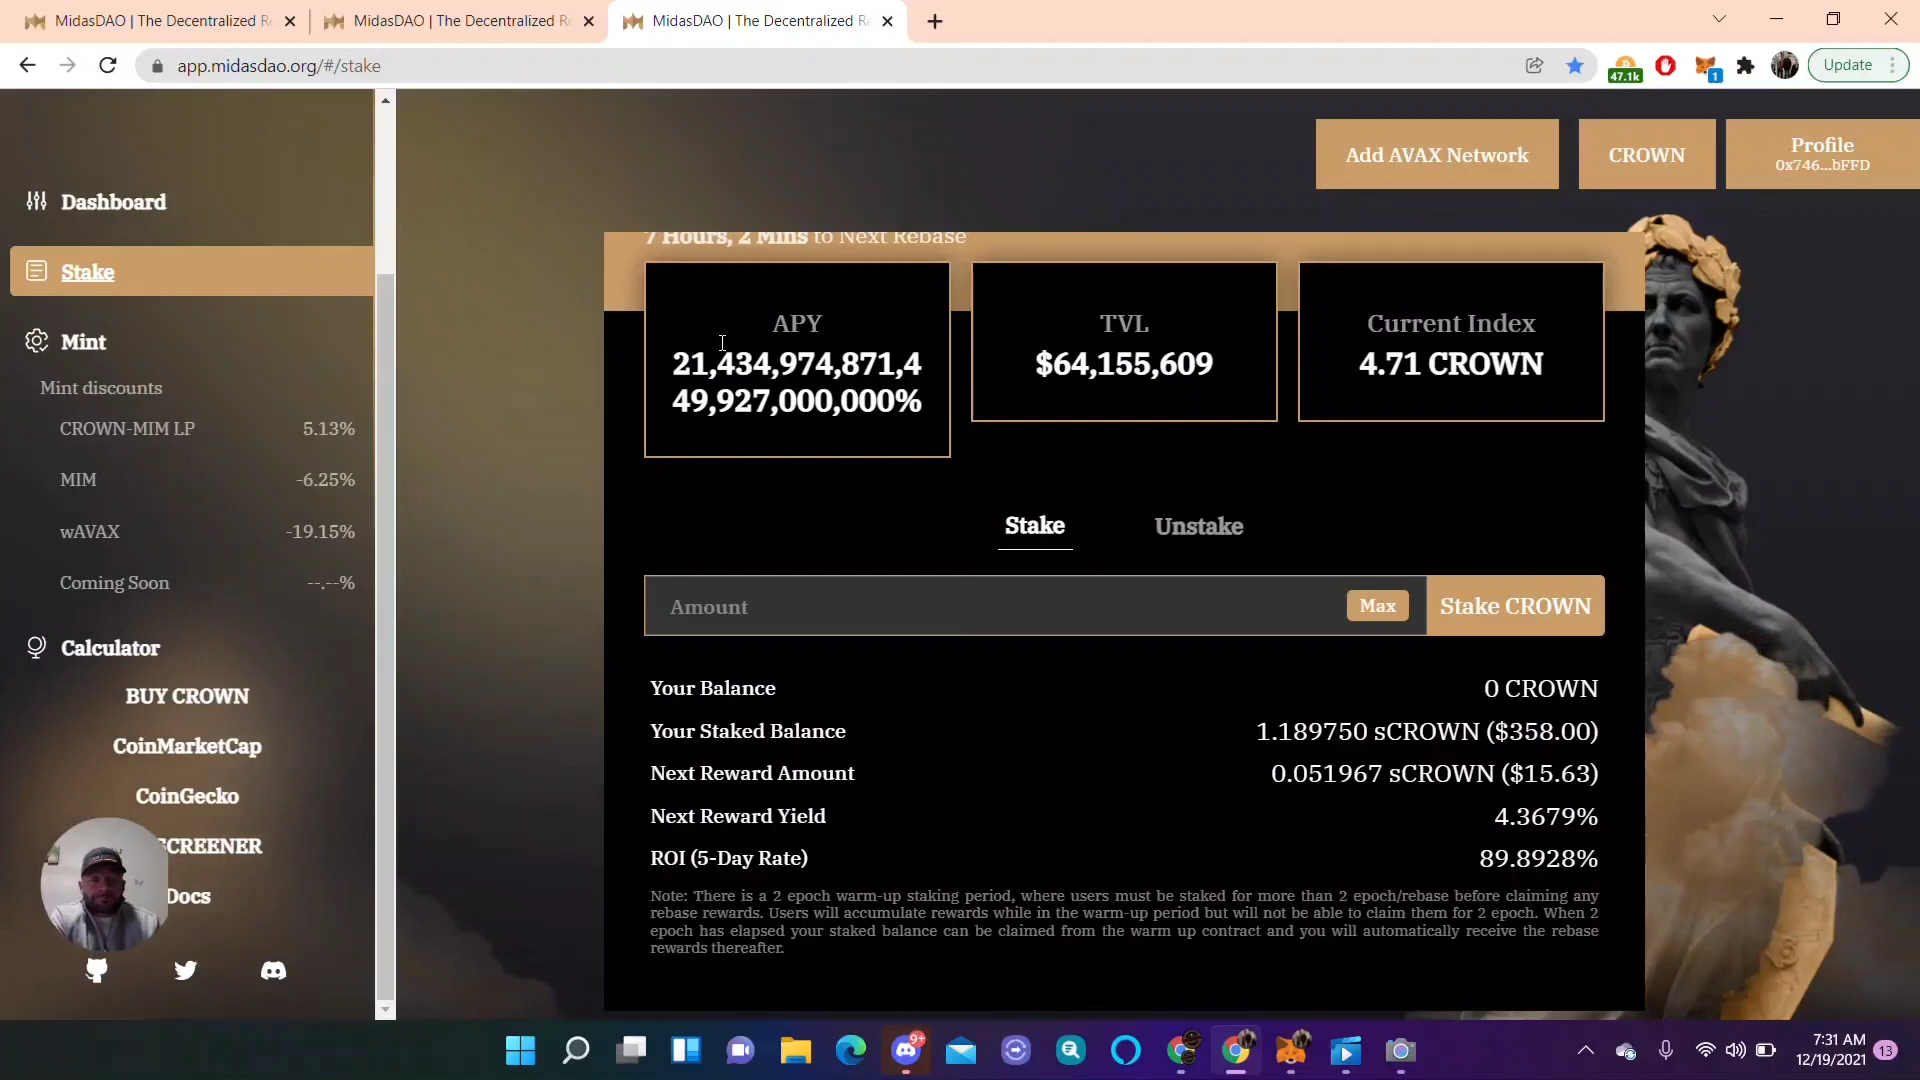 MidasDAO | The Decentralized R
MidasDAO | The Decentralized R
MidasDAO | The Decentralized R
app.midasdao.org/#/stake
47.1k
1
Update
Add AVAX Network
CROWN
Profile
0x746...bFFD
Dashboard
Stake
Mint
Mint discounts
CROWN-MIM LP 5.13%
MIM -6.25%
wAVAX -19.15%
Coming Soon --.--%
Calculator
BUY CROWN
CoinMarketCap
CoinGecko
SCREENER
Docs
7 Hours, 2 Mins to Next Rebase
APY
21,434,974,871,4
49,927,000,000%
TVL
$64,155,609
Current Index
4.71 CROWN
Stake Unstake
Amount Max Stake CROWN
Your Balance 0 CROWN
Your Staked Balance 1.189750 sCROWN ($358.00)
Next Reward Amount 0.051967 sCROWN ($15.63)
Next Reward Yield 4.3679%
ROI (5-Day Rate) 89.8928%
Note: There is a 2 epoch warm-up staking period, where users must be staked for more than 2 epoch/rebase before claiming any
rebase rewards. Users will accumulate rewards while in the warm-up period but will not be able to claim them for 2 epoch. When 2
epoch has elapsed your staked balance can be claimed from the warm up contract and you will automatically receive the rebase
rewards thereafter.
9+
7:31 AM
12/19/2021
13